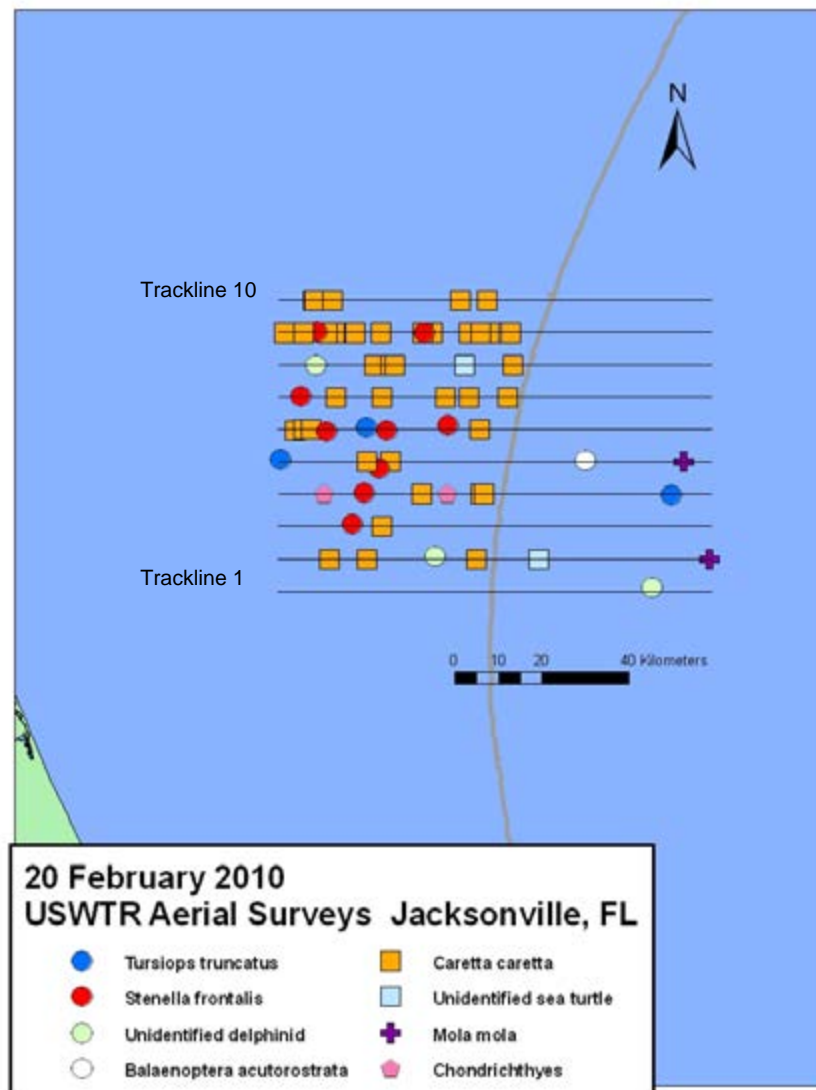 N
Trackline 10
Trackline 1
0 10 20 40 Kilometers
20 February 2010
USWTR Aerial Surveys Jacksonville, FL
Tursiops truncatus
Caretta caretta
Stenella frontalis
Unidentified sea turtle
Unidentified delphinid
Mola mola
Balaenoptera acutorostrata
Chondrichthyes